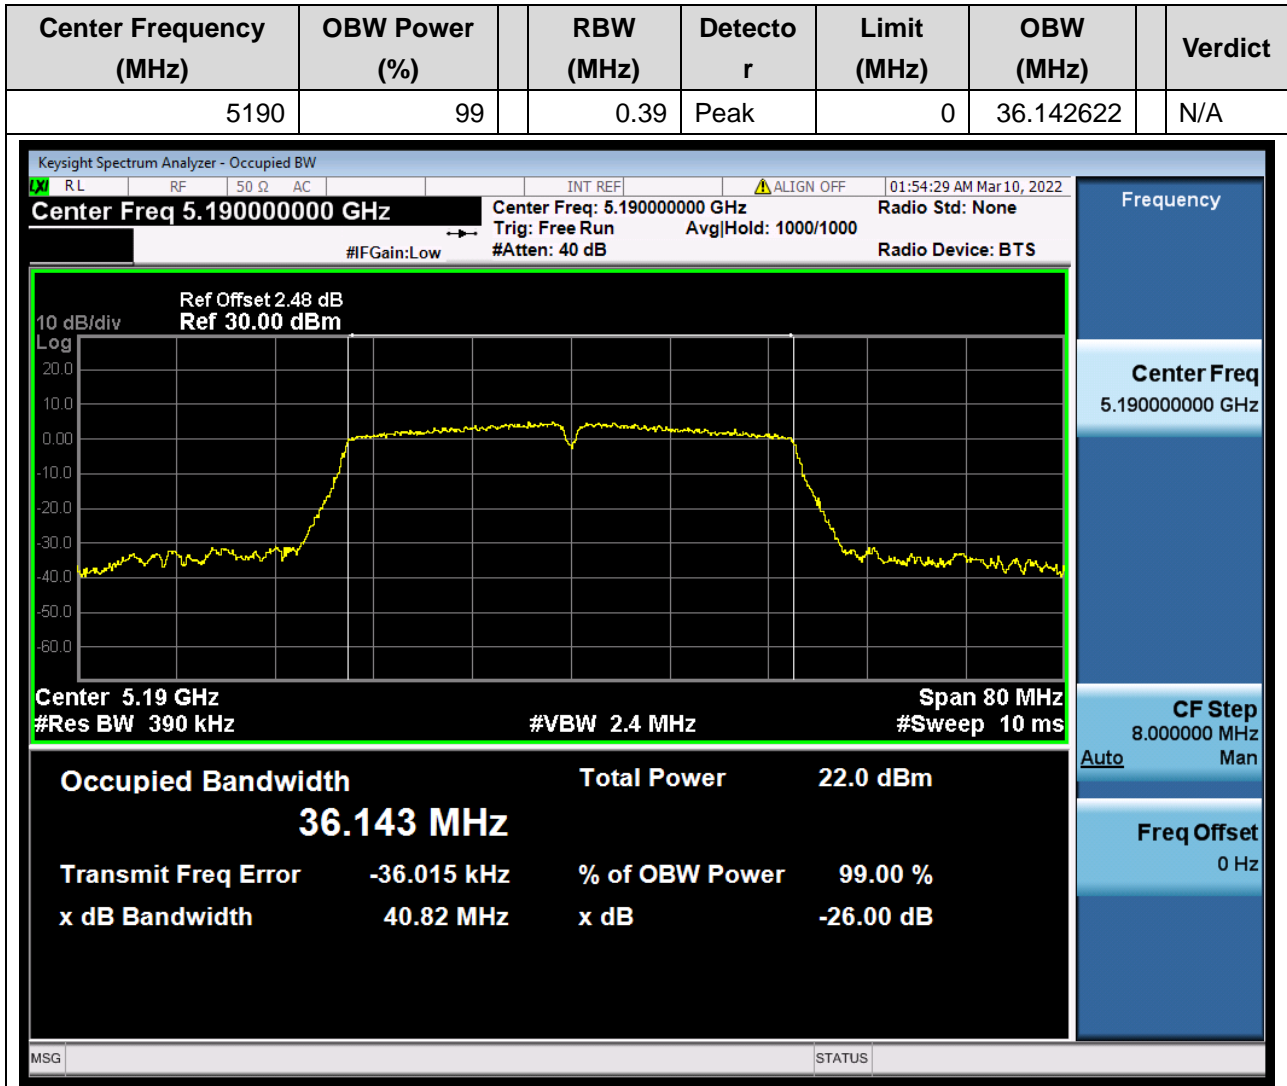 Center Frequency (MHz) OBW Power (%) RBW (MHz) Detecto r Limit (MHz) OBW (MHz) Verdict
5190 99 0.39 Peak 0 36.142622 N/A
Keysight Spectrum Analyzer - Occupied BW
LXI RL RF 50 Ω AC INT REF ALIGN OFF 01:54:29 AM Mar 10, 2022
Center Freq 5.190000000 GHz
Center Freq: 5.190000000 GHz Radio Std: None
Trig: Free Run Avg|Hold: 1000/1000
#IFGain:Low #Atten: 40 dB Radio Device: BTS
Frequency
Ref Offset 2.48 dB
10 dB/div Ref 30.00 dBm
Log
20.0
10.0
0.00
-10.0
-20.0
-30.0
-40.0
-50.0
-60.0
Center 5.19 GHz Span 80 MHz
#Res BW 390 kHz #VBW 2.4 MHz #Sweep 10 ms
Center Freq
5.190000000 GHz
CF Step
8.000000 MHz
Auto Man
Freq Offset
0 Hz
Occupied Bandwidth Total Power 22.0 dBm
36.143 MHz
Transmit Freq Error -36.015 kHz % of OBW Power 99.00 %
x dB Bandwidth 40.82 MHz x dB -26.00 dB
MSG STATUS